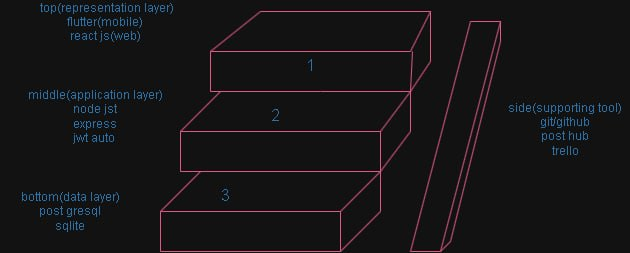 top(representation layer)
flutter(mobile)
react js(web)
1
middle(application layer)
node jst
express
jwt auto
2
side(supporting tool)
git/github
post hub
trello
bottom(data layer)
post gresql
sqlite
3